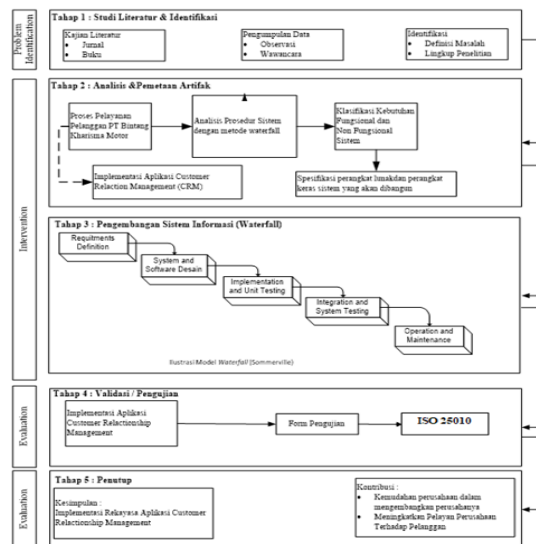 Problem
Identification
Tahap 1 : Studi Literatur & Identifikasi
Kajian Literatur
• Jurnal
• Buku
Pengumpulan Data
• Observasi
• Wawancara
Identifikasi
• Definisi Masalah
• Lingkup Penelitian
Intervention
Tahap 2 : Analisis &Pemetaan Artifak
Proses Pelayanan
Pelanggan PT Bintang
Kharisma Motor
Analisis Prosedur Sistem
dengan metode waterfall
Klasifikasi Kebutuhan
Fungsional dan
Non Fungsional
Sistem
Implementasi Aplikasi Customer
Relaction Management (CRM)
Spesifikasi perangkat lunakdan perangkat
keras sistem yang akan dibangun
Tahap 3 : Pengembangan Sistem Informasi (Waterfall)
Requitments
Definition
System and
Software Desain
Implementation
and Unit Testing
Integration and
System Testing
Operation and
Maintenance
Ilustrasi Model Waterfall (Sommerville)
Evaluation
Tahap 4 : Validasi / Pengujian
Implementasi Aplikasi
Customer Relactionship
Management
Form Pengujian
ISO 25010
Evaluation
Tahap 5 : Penutup
Kesimpulan :
Implementasi Rekayasa Aplikasi Customer
Relactionship Management
Kontribusi :
• Kemudahan perusahaan dalam
mengembangkan perusahanya
• Meningkatkan Pelayan Perusahaan
Terhadap Pelanggan